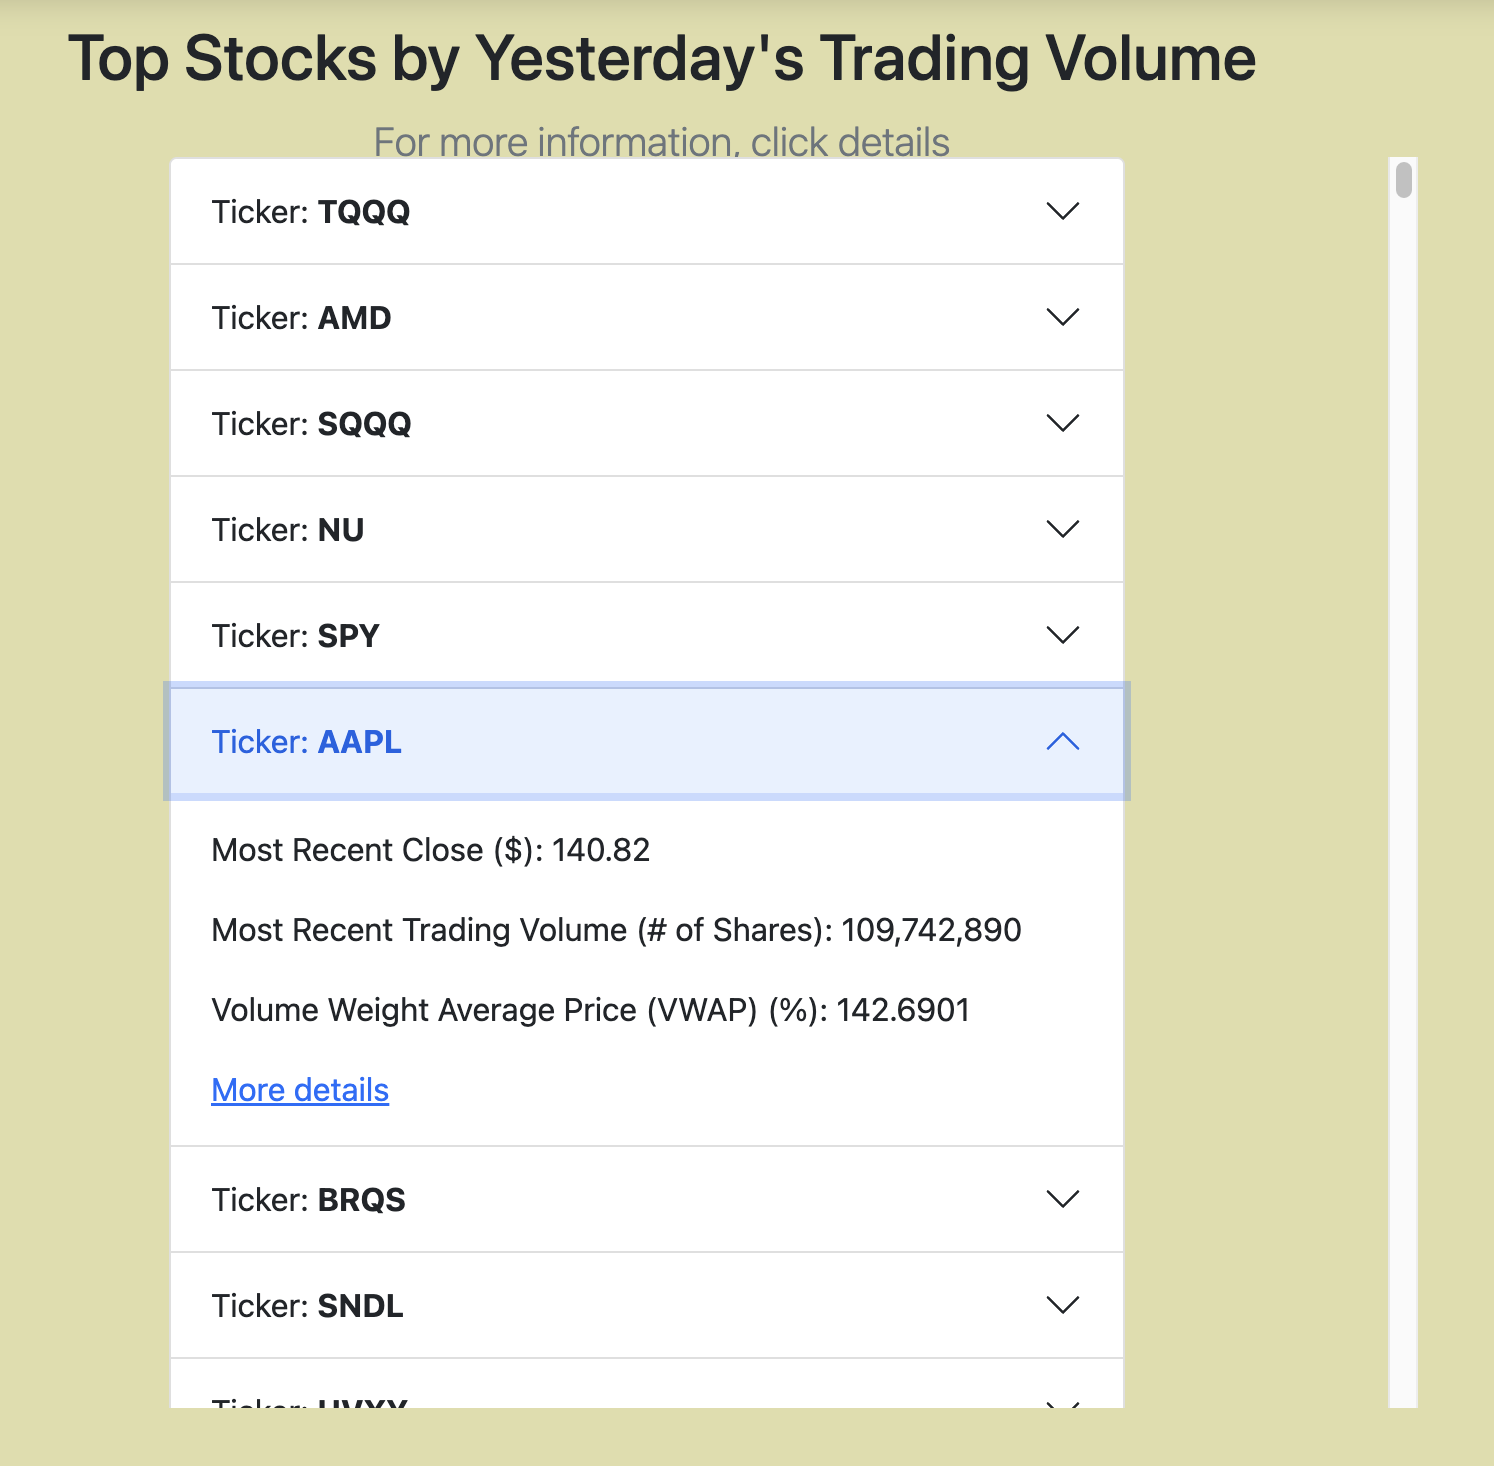 Top Stocks by Yesterday's Trading Volume
For more information, click details
Ticker: TQQQ
Ticker: AMD
Ticker: SQQQ
Ticker: NU
Ticker: SPY
Ticker: AAPL
Most Recent Close ($): 140.82
Most Recent Trading Volume (# of Shares): 109,742,890
Volume Weight Average Price (VWAP) (%): 142.6901
More details
Ticker: BRQS
Ticker: SNDL
Ticker: UVXY